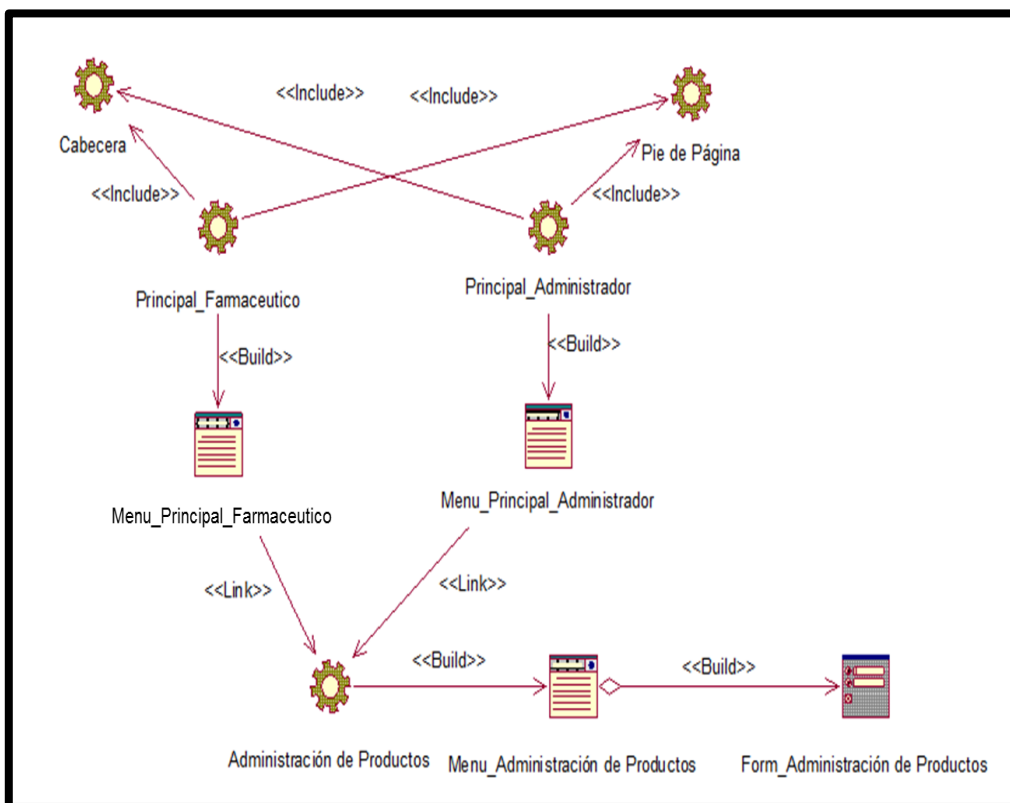 <<Include>>
<<Include>>
Cabecera
Pie de Página
<<Include>>
<<Include>>
Principal_Farmaceutico
Principal_Administrador
<<Build>>
<<Build>>
Menu_Principal_Farmaceutico
Menu_Principal_Administrador
<<Link>>
<<Link>>
<<Build>>
<<Build>>
Administración de Productos
Menu_Administración de Productos
Form_Administración de Productos